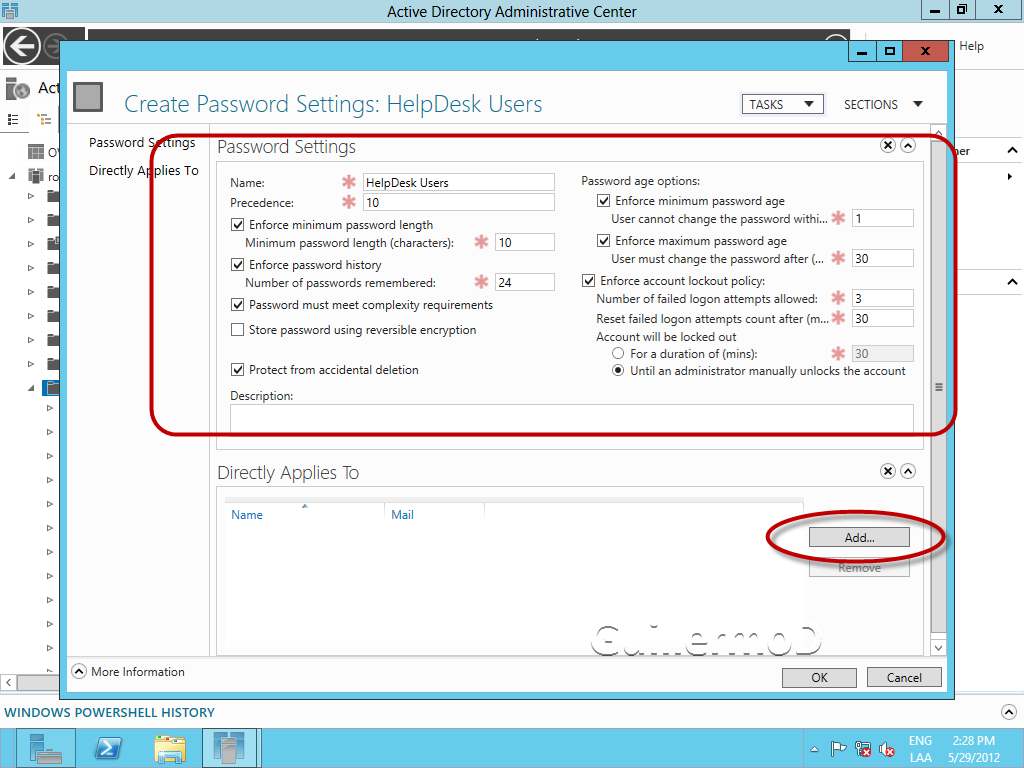 Active Directory Administrative Center
Help
Create Password Settings: HelpDesk Users
TASKS
SECTIONS
Password Settings
Directly Applies To
Password Settings
Name:
HelpDesk Users
Precedence:
10
Enforce minimum password length
Minimum password length (characters):
10
Enforce password history
Number of passwords remembered:
24
Password must meet complexity requirements
Store password using reversible encryption
Protect from accidental deletion
Description:
Password age options:
Enforce minimum password age
User cannot change the password withi...
1
Enforce maximum password age
User must change the password after (...
30
Enforce account lockout policy:
Number of failed logon attempts allowed:
3
Reset failed logon attempts count after (m...
30
Account will be locked out
For a duration of (mins):
30
Until an administrator manually unlocks the account
Directly Applies To
Name
Mail
Add...
Remove
More Information
OK
Cancel
WINDOWS POWERSHELL HISTORY
ENG
LAA
2:28 PM
5/29/2012